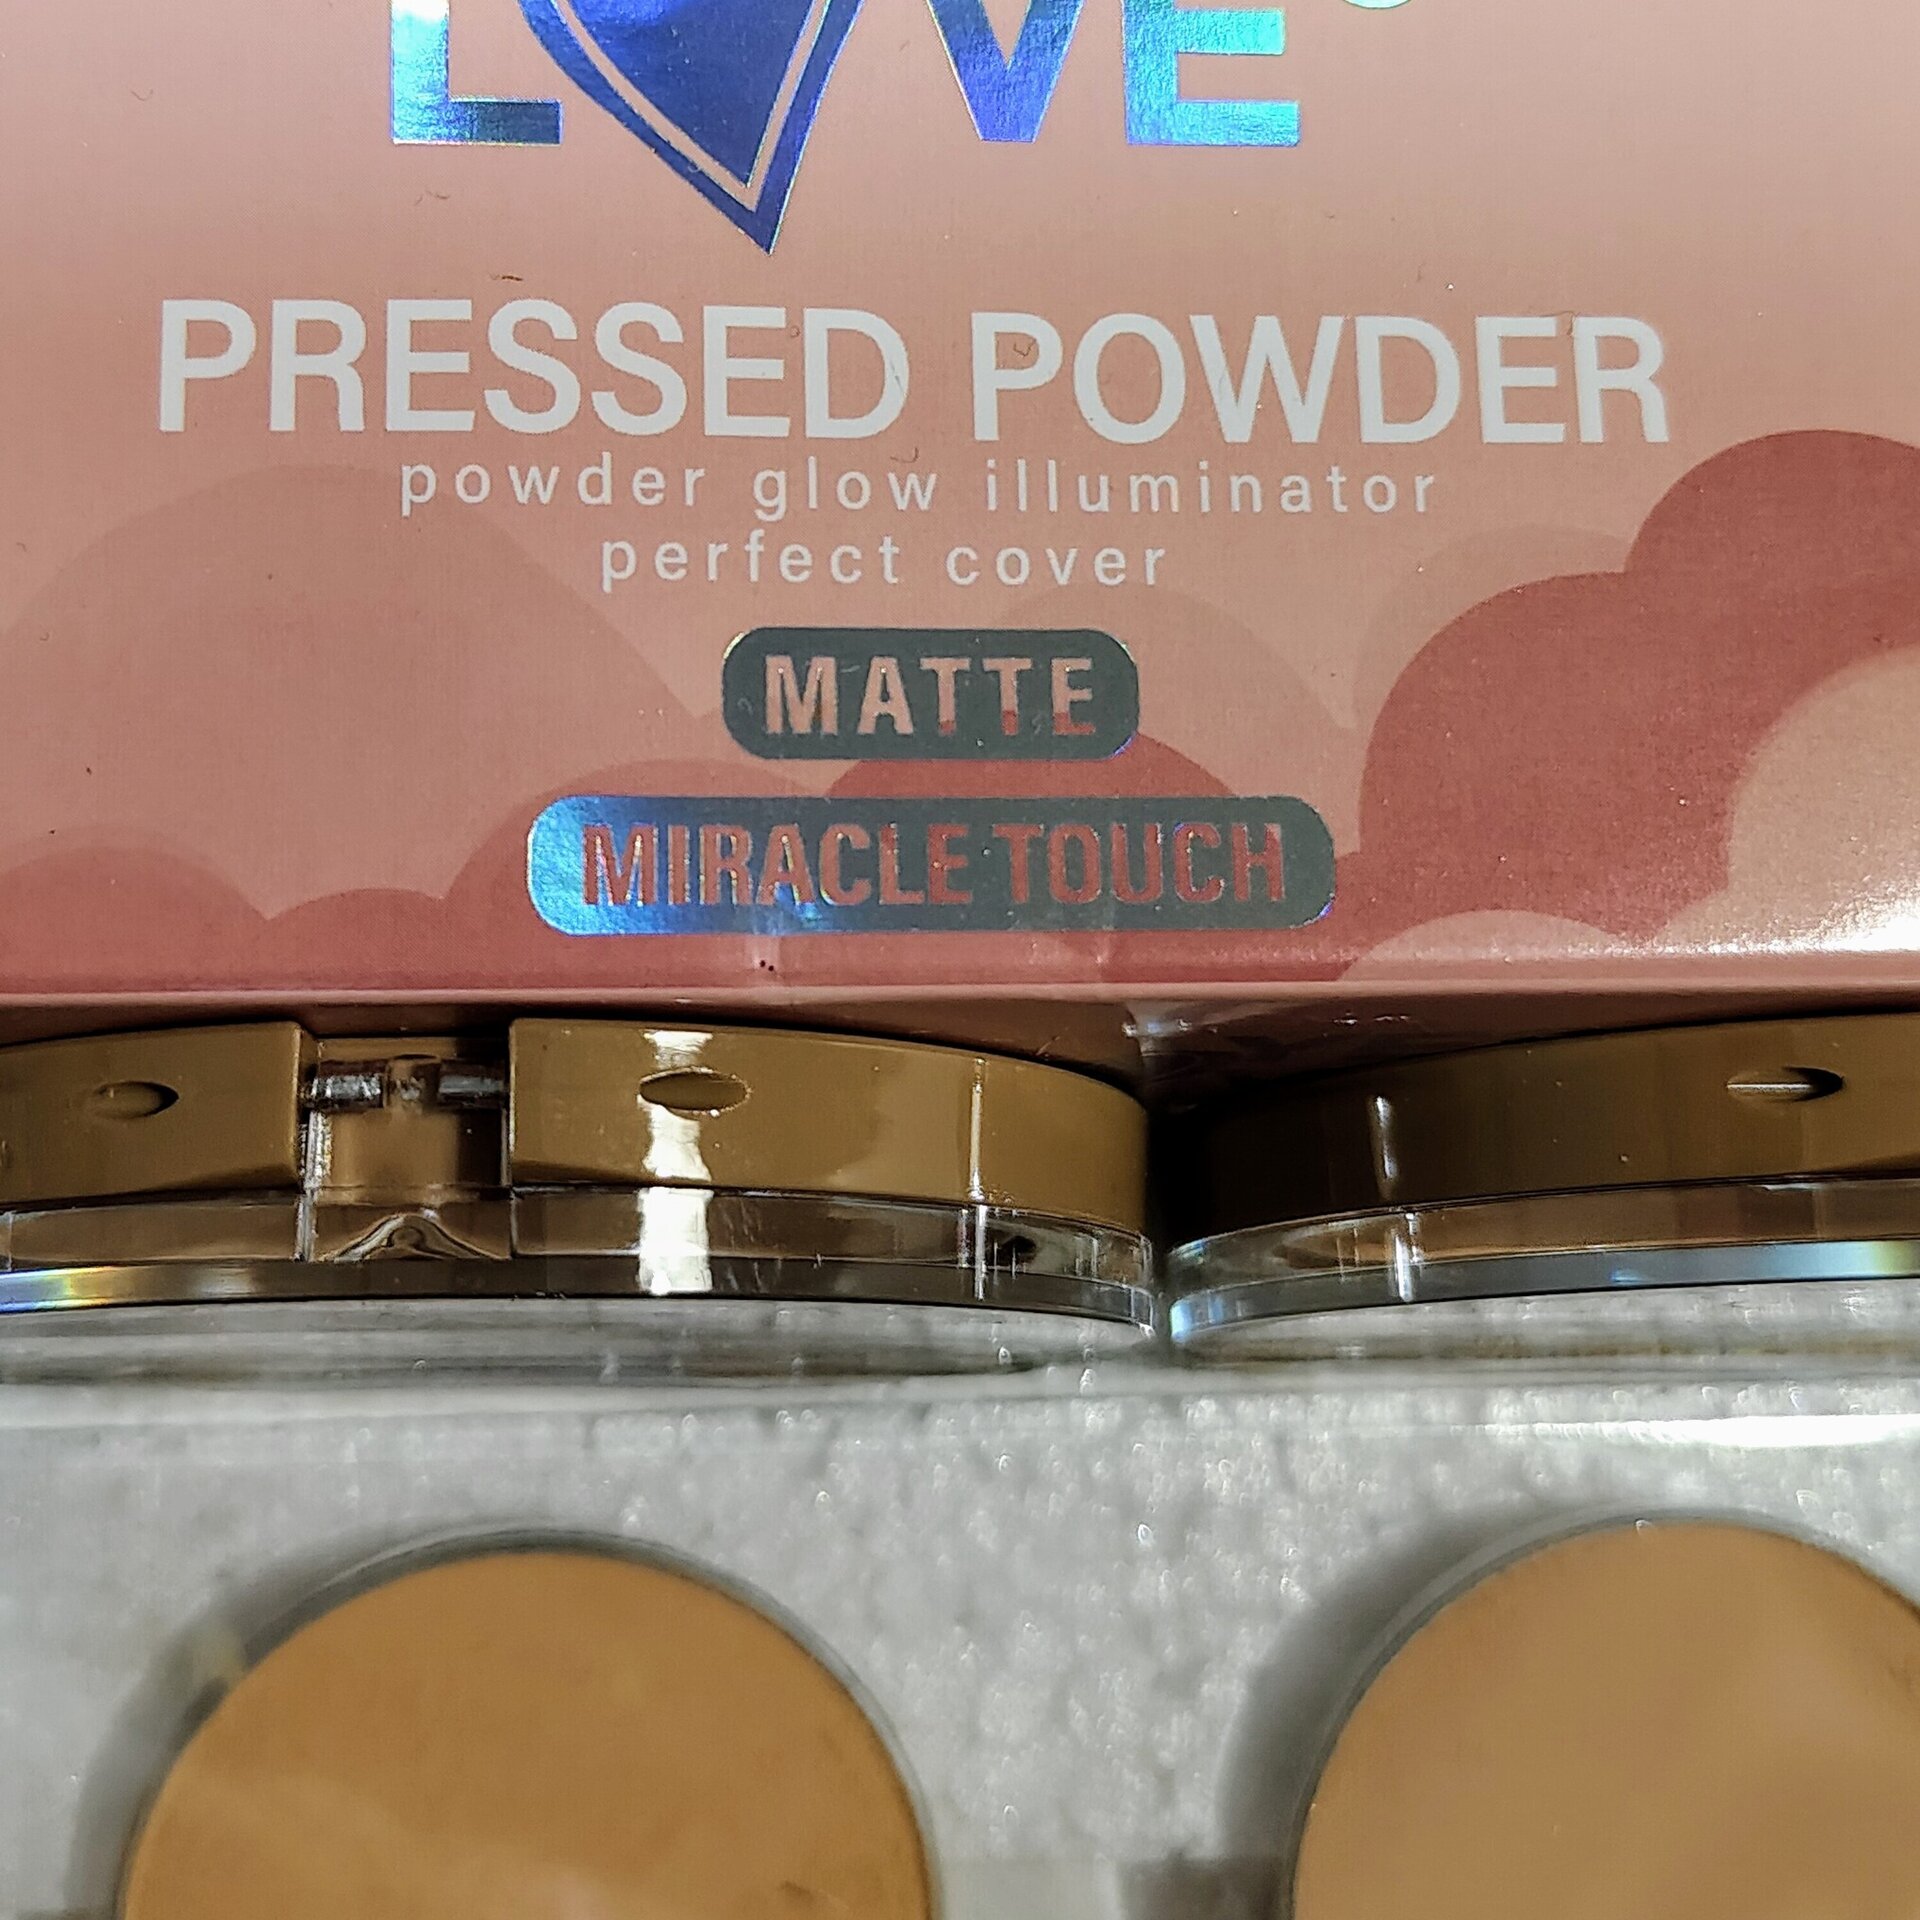 LOVE
PRESSED POWDER
powder glow illuminator
perfect cover
MATTE
MIRACLE TOUCH